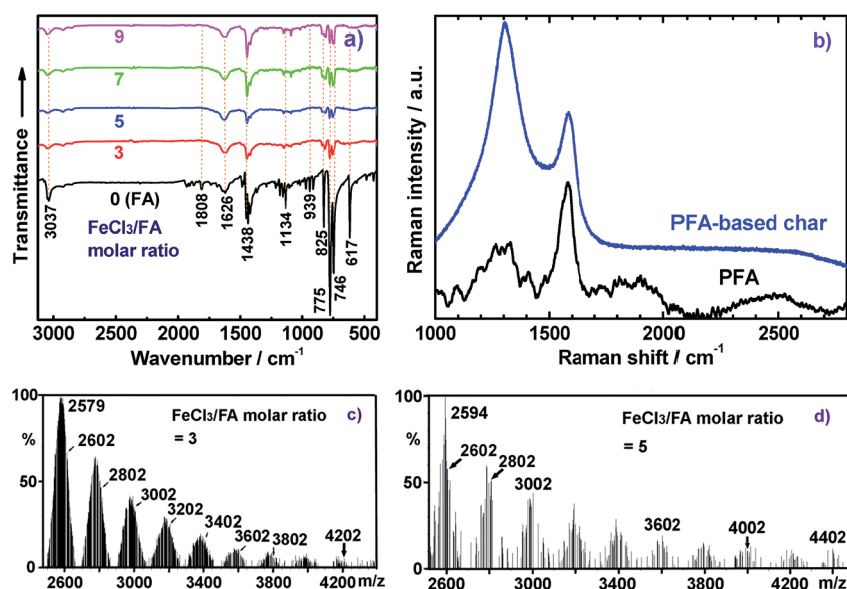 a)
9
7
5
3
0 (FA)
FeCl₃/FA
molar ratio
3037
1808
1626
1438
1134
939
825
775
746
617
Transmittance
3000 2500 2000 1500 1000 500
Wavenumber / cm⁻¹
b)
PFA-based char
PFA
Raman intensity / a.u.
1000 1500 2000 2500
Raman shift / cm⁻¹
c)
FeCl₃/FA molar ratio
= 3
100
%
50
0
2579
2602
2802
3002
3202
3402
3602
3802
4202
2600 3000 3400 3800 4200 m/z
d)
FeCl₃/FA molar ratio
= 5
100
%
50
0
2594
2602
2802
3002
3602
4002
4402
2600 3000 3400 3800 4200 m/z